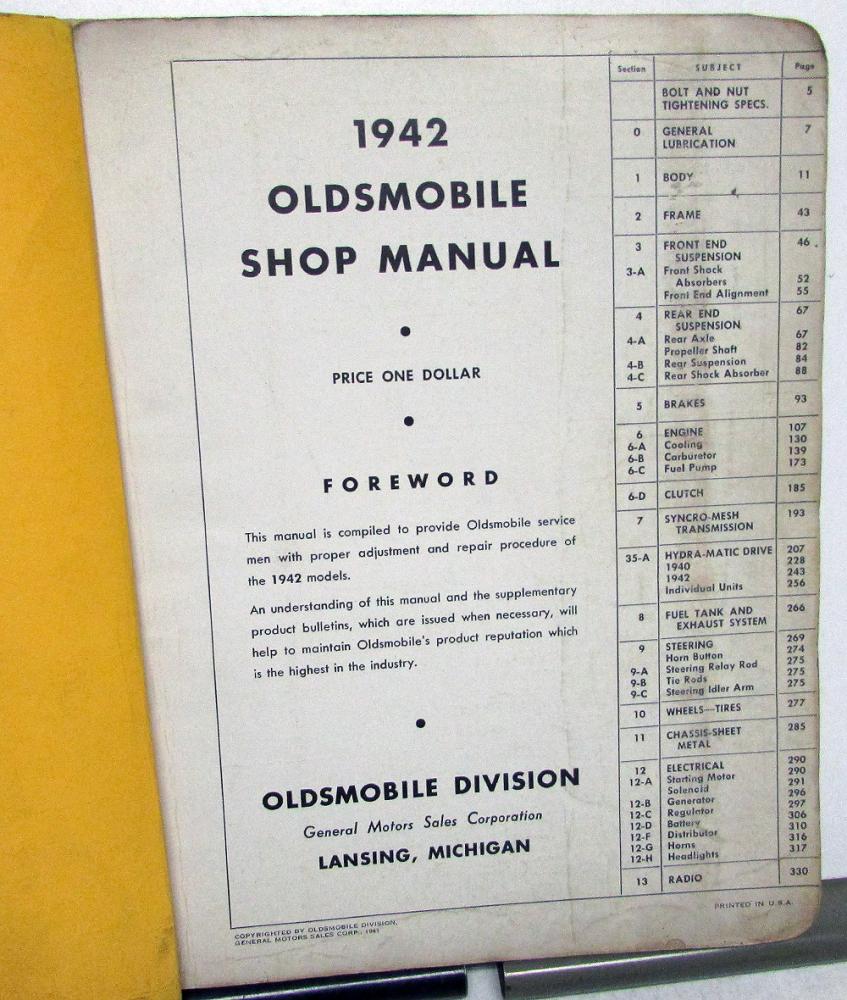 1942
OLDSMOBILE
SHOP MANUAL
PRICE ONE DOLLAR
FOREWORD
This manual is compiled to provide Oldsmobile service
men with proper adjustment and repair procedure of
the 1942 models.
An understanding of this manual and the supplementary
product bulletins, which are issued when necessary, will
help to maintain Oldsmobile's product reputation which
is the highest in the industry.
OLDSMOBILE DIVISION
General Motors Sales Corporation
LANSING, MICHIGAN
COPYRIGHTED BY OLDSMOBILE DIVISION,
GENERAL MOTORS SALES CORP., 1941
Section SUBJECT Page
BOLT AND NUT 5
TIGHTENING SPECS.
0 GENERAL 7
LUBRICATION
1 BODY 11
2 FRAME 43
3 FRONT END 46
SUSPENSION
3-A Front Shock
Absorbers 52
Front End Alignment 55
4 REAR END 67
SUSPENSION
4-A Rear Axle 67
Propeller Shaft 82
4-B Rear Suspension 84
4-C Rear Shock Absorber 88
5 BRAKES 93
6 ENGINE 107
6-A Cooling 130
6-B Carburetor 139
6-C Fuel Pump 173
6-D CLUTCH 185
7 SYNCRO-MESH 193
TRANSMISSION
35-A HYDRA-MATIC DRIVE 207
1940 228
1942 243
Individual Units 256
8 FUEL TANK AND 266
EXHAUST SYSTEM
9 STEERING 269
Horn Button 274
9-A Steering Relay Rod 275
9-B Tie Rods 275
9-C Steering Idler Arm 275
10 WHEELS—TIRES 277
11 CHASSIS-SHEET 285
METAL
12 ELECTRICAL 290
12-A Starting Motor 290
Solenoid 291
12-B Generator 296
12-C Regulator 297
12-D Battery 306
12-F Distributor 310
12-G Horns 316
12-H Headlights 317
13 RADIO 330
PRINTED IN U.S.A.